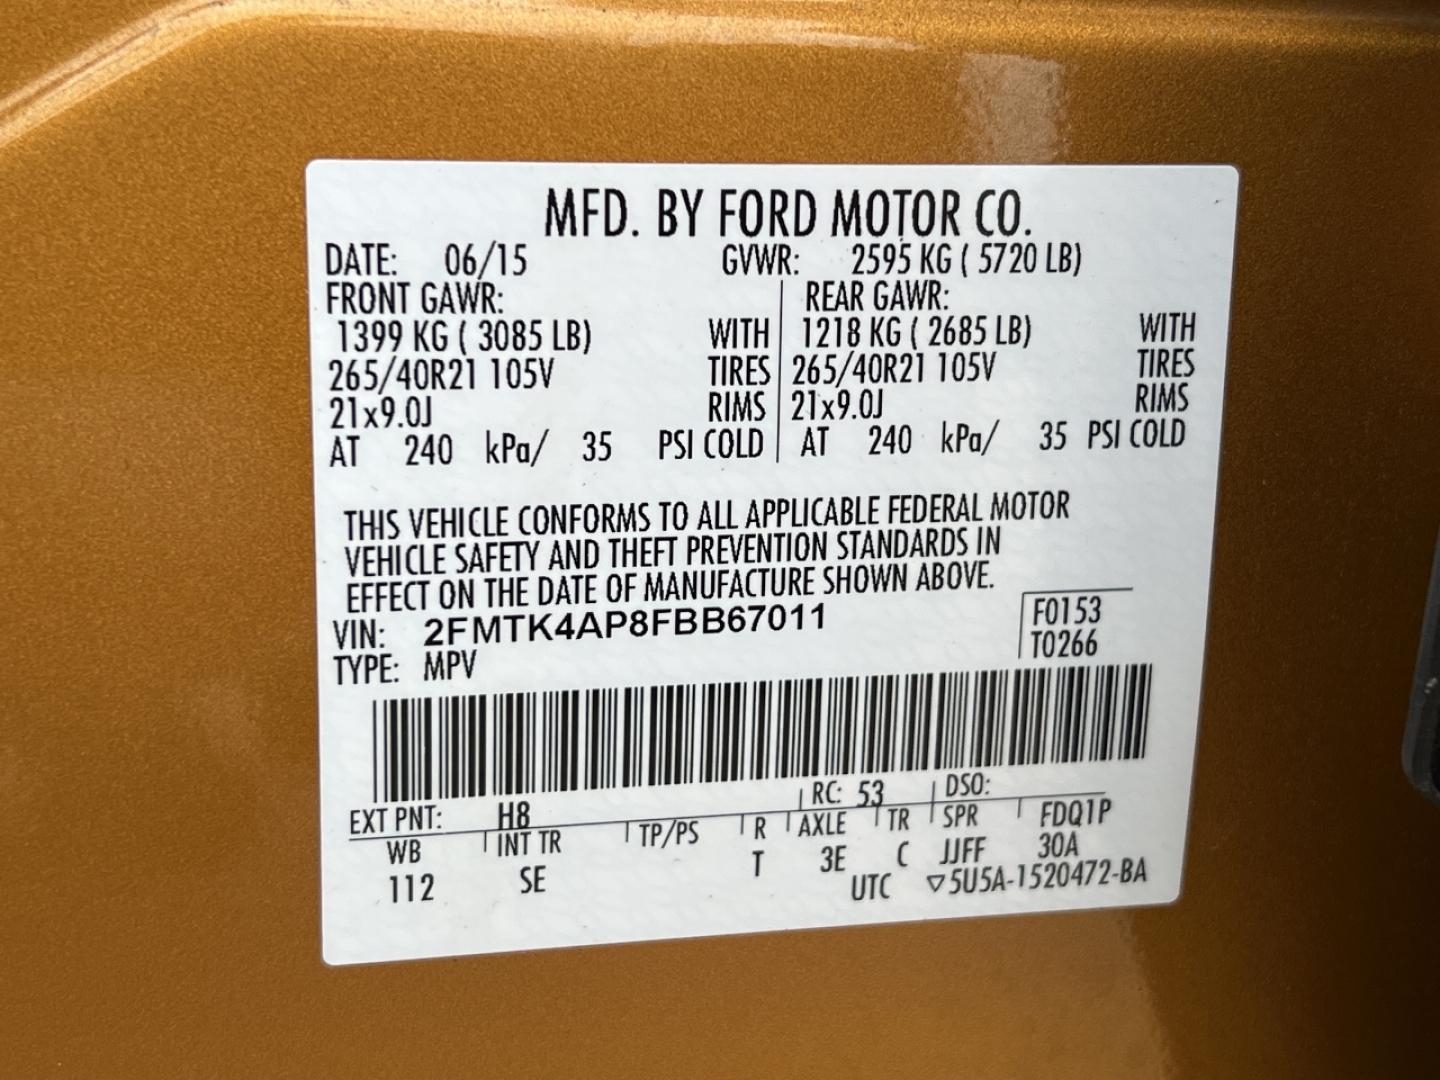 MFD. BY FORD MOTOR CO.
DATE: 06/15 GVWR: 2595 KG ( 5720 LB)
FRONT GAWR: REAR GAWR:
1399 KG ( 3085 LB) WITH 1218 KG ( 2685 LB) WITH
265/40R21 105V TIRES 265/40R21 105V TIRES
21x9.0J RIMS 21x9.0J RIMS
AT 240 kPa/ 35 PSI COLD AT 240 kPa/ 35 PSI COLD
THIS VEHICLE CONFORMS TO ALL APPLICABLE FEDERAL MOTOR
VEHICLE SAFETY AND THEFT PREVENTION STANDARDS IN
EFFECT ON THE DATE OF MANUFACTURE SHOWN ABOVE.
VIN: 2FMTK4AP8FBB67011 F0153
TYPE: MPV T0266
EXT PNT: H8 RC: 53 DSO:
WB INT TR TP/PS R AXLE TR SPR FDQ1P
112 SE T 3E C JJFF 30A
UTC ▽5U5A-1520472-BA